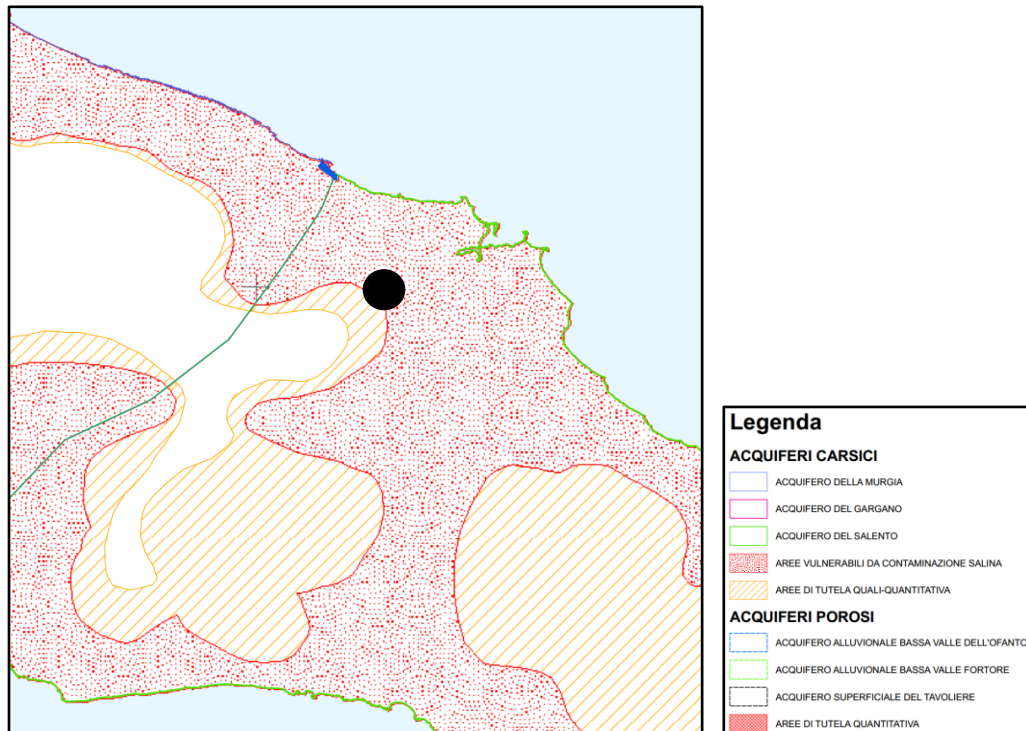 Legenda
ACQUIFERI CARSICI
ACQUIFERO DELLA MURGIA
ACQUIFERO DEL GARGANO
ACQUIFERO DEL SALENTO
AREE VULNERABILI DA CONTAMINAZIONE SALINA
AREE DI TUTELA QUALI-QUANTITATIVA
ACQUIFERI POROSI
ACQUIFERO ALLUVIONALE BASSA VALLE DELL'OFANTO
ACQUIFERO ALLUVIONALE BASSA VALLE FORTORE
ACQUIFERO SUPERFICIALE DEL TAVOLIERE
AREE DI TUTELA QUANTITATIVA